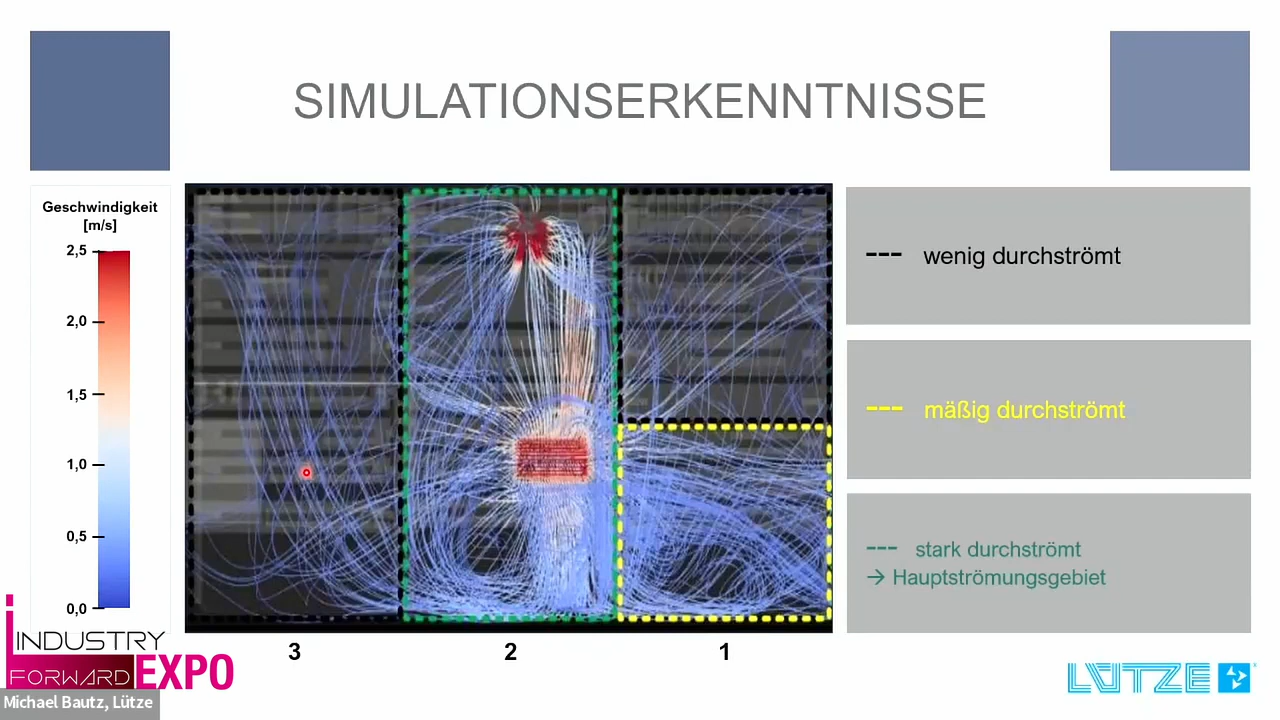 SIMULATIONSERKENNTNISSE
Geschwindigkeit
[m/s]
2,5
2,0
1,5
1,0
0,5
0,0
--- wenig durchströmt
--- mäßig durchströmt
--- stark durchströmt
→ Hauptströmungsgebiet
3 2 1
INDUSTRY
FORWARD EXPO
LÜTZE
Michael Bautz, Lütze